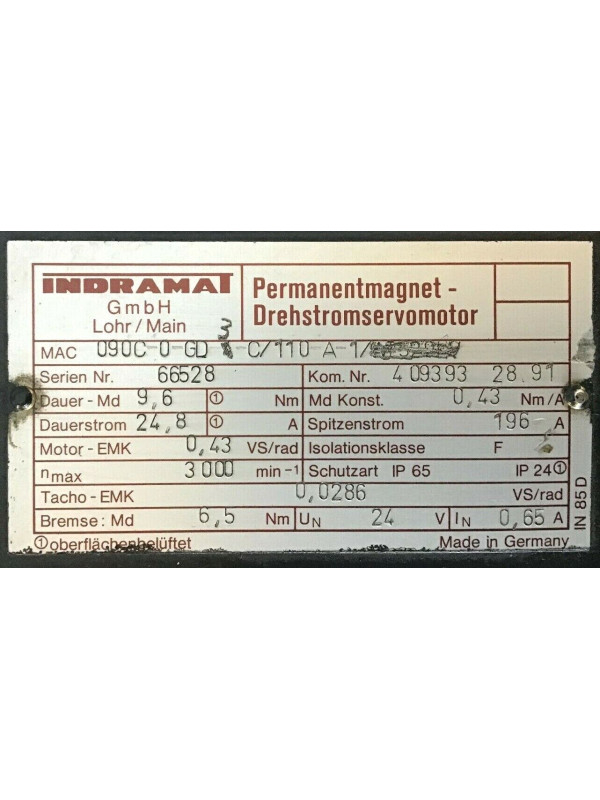 INDRAMAT
GmbH
Lohr/Main
Permanentmagnet-
Drehstromservomotor
MAC 090C-0-GD 3-C/110-A-1/
Serien Nr. 66528 Kom. Nr. 409393 28.91
Dauer-Md 9,6 ① Nm Md Konst. 0,43 Nm/A
Dauerstrom 24,8 ① A Spitzenstrom 196 A
Motor-EMK 0,43 VS/rad Isolationsklasse F
nmax 3000 min-1 Schutzart IP 65 IP 24①
Tacho-EMK 0,0286 VS/rad
Bremse: Md 6,5 Nm UN 24 V IN 0,65 A
①oberflächenbelüftet Made in Germany
IN 85D